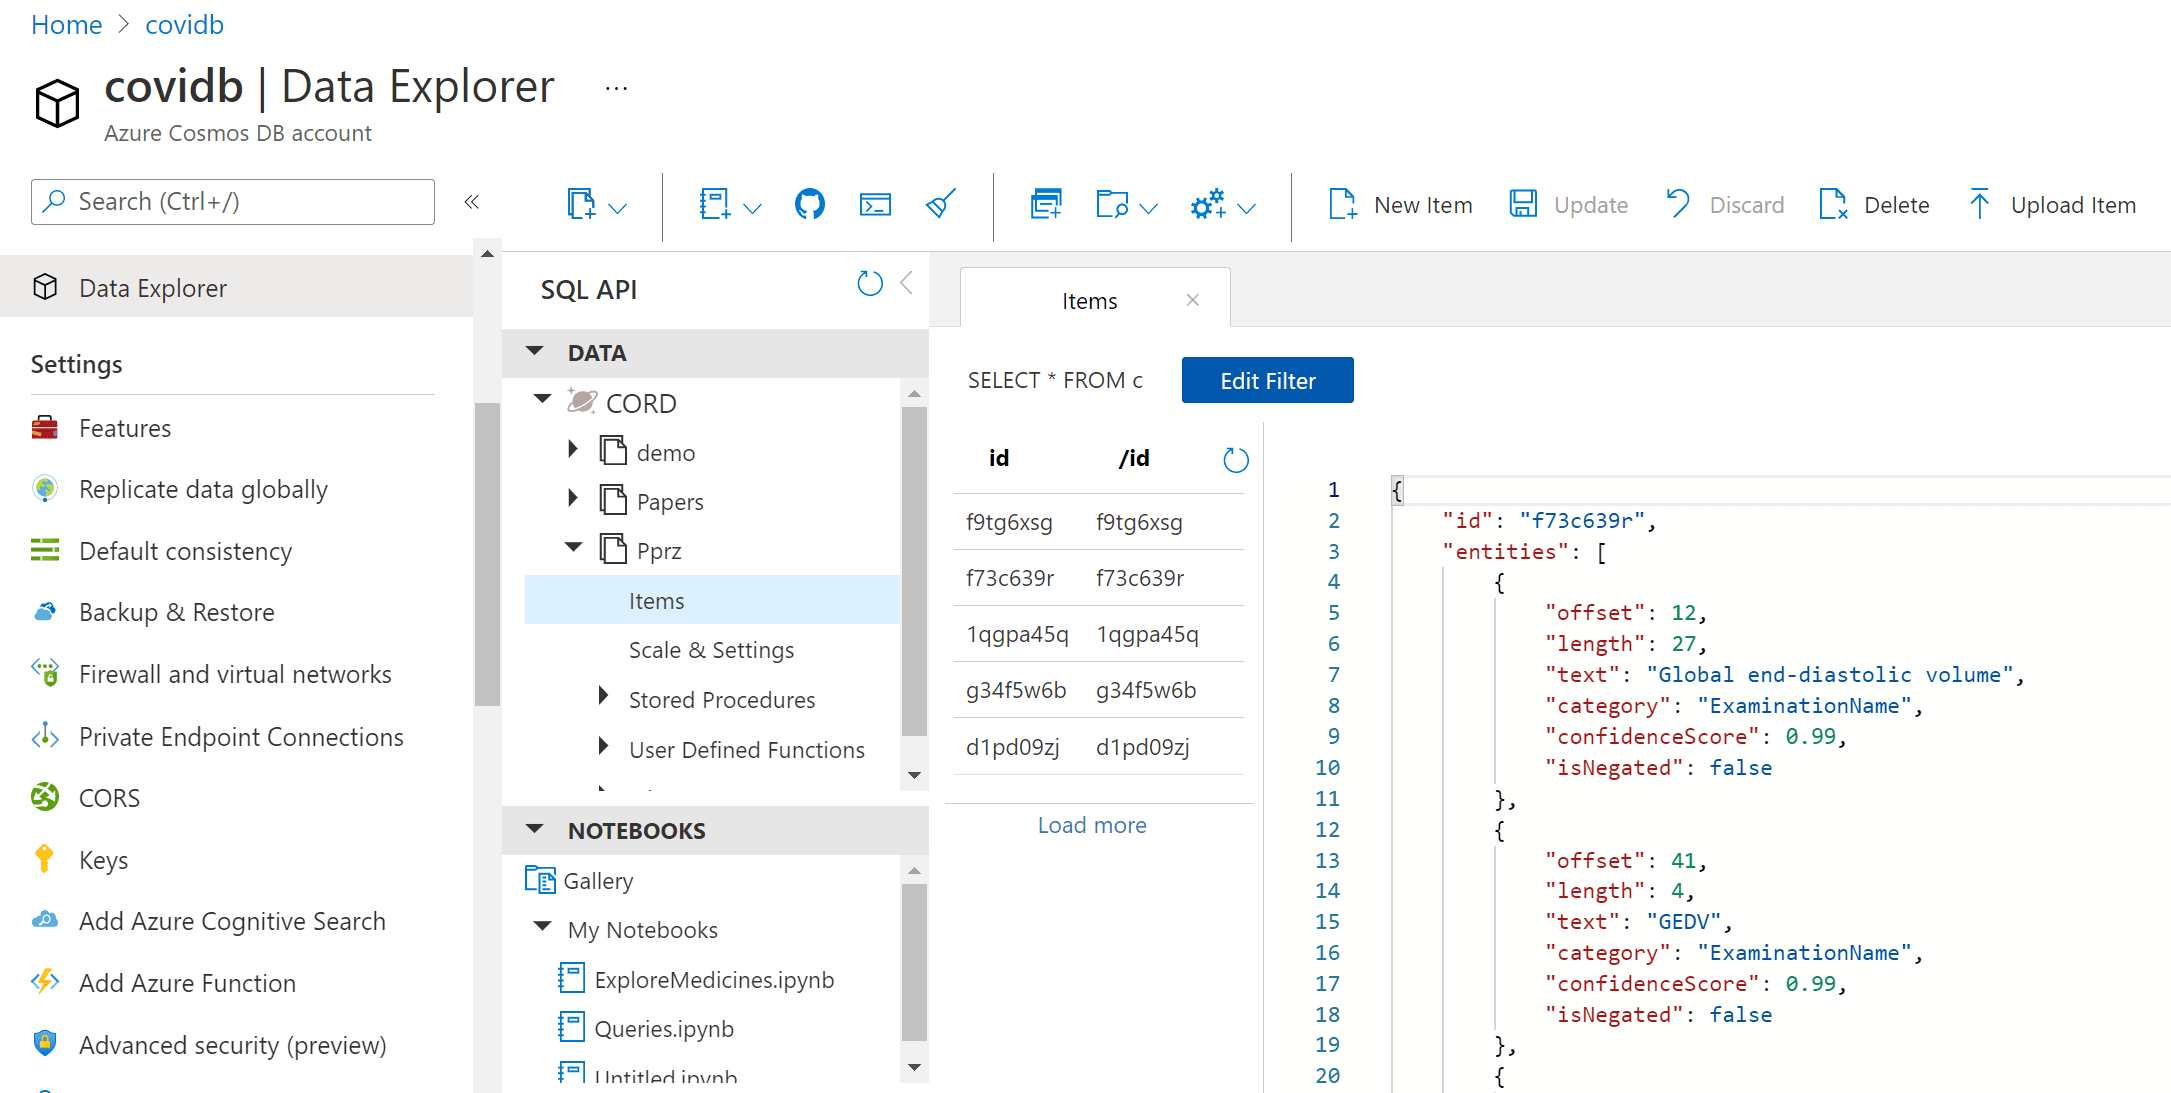 Home > covidb
covidb | Data Explorer ...
Azure Cosmos DB account
Search (Ctrl+/)
«
New Item
Update
Discard
Delete
Upload Item
Data Explorer
Settings
Features
Replicate data globally
Default consistency
Backup & Restore
Firewall and virtual networks
Private Endpoint Connections
CORS
Keys
Add Azure Cognitive Search
Add Azure Function
Advanced security (preview)
SQL API
DATA
CORD
demo
Papers
Pprz
Items
Scale & Settings
Stored Procedures
User Defined Functions
NOTEBOOKS
Gallery
My Notebooks
ExploreMedicines.ipynb
Queries.ipynb
Untitled.ipynb
Items
SELECT * FROM c
Edit Filter
id /id
f9tg6xsg f9tg6xsg
f73c639r f73c639r
1qgpa45q 1qgpa45q
g34f5w6b g34f5w6b
d1pd09zj d1pd09zj
Load more
1 {
2 "id": "f73c639r",
3 "entities": [
4 {
5 "offset": 12,
6 "length": 27,
7 "text": "Global end-diastolic volume",
8 "category": "ExaminationName",
9 "confidenceScore": 0.99,
10 "isNegated": false
11 },
12 {
13 "offset": 41,
14 "length": 4,
15 "text": "GEDV",
16 "category": "ExaminationName",
17 "confidenceScore": 0.99,
18 "isNegated": false
19 },
20 {